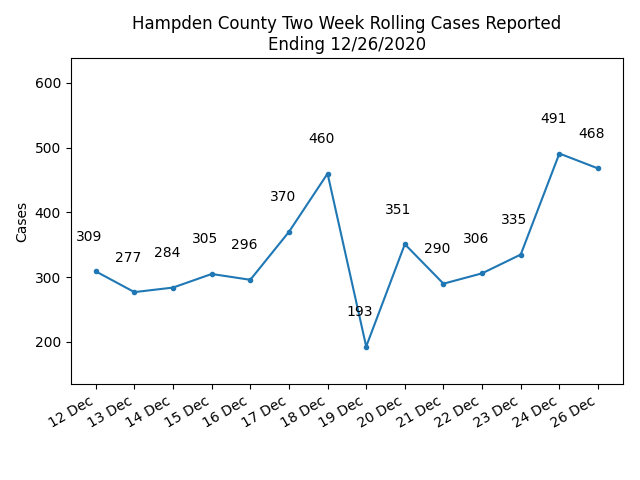 Hampden County Two Week Rolling Cases Reported
Ending 12/26/2020
600
500
400
300
200
Cases
309
277
284
305
296
370
460
193
351
290
306
335
491
468
12 Dec
13 Dec
14 Dec
15 Dec
16 Dec
17 Dec
18 Dec
19 Dec
20 Dec
21 Dec
22 Dec
23 Dec
24 Dec
26 Dec